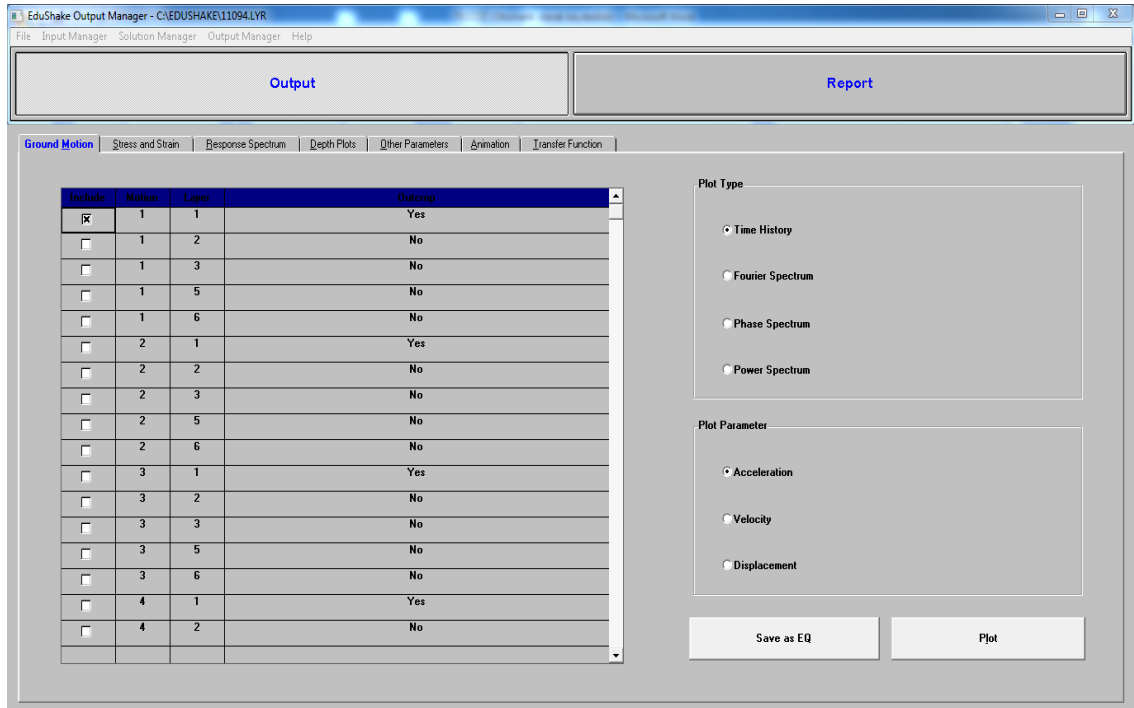 EduShake Output Manager - C:\EDUSHAKE\11094.LYR
File Input Manager Solution Manager Output Manager Help
Output Report
Ground Motion Stress and Strain Response Spectrum Depth Plots Other Parameters Animation Transfer Function
Include Motion Layer Outcrop
1 1 Yes
1 2 No
1 3 No
1 5 No
1 6 No
2 1 Yes
2 2 No
2 3 No
2 5 No
2 6 No
3 1 Yes
3 2 No
3 3 No
3 5 No
3 6 No
4 1 Yes
4 2 No
Plot Type
Time History
Fourier Spectrum
Phase Spectrum
Power Spectrum
Plot Parameter
Acceleration
Velocity
Displacement
Save as EQ Plot